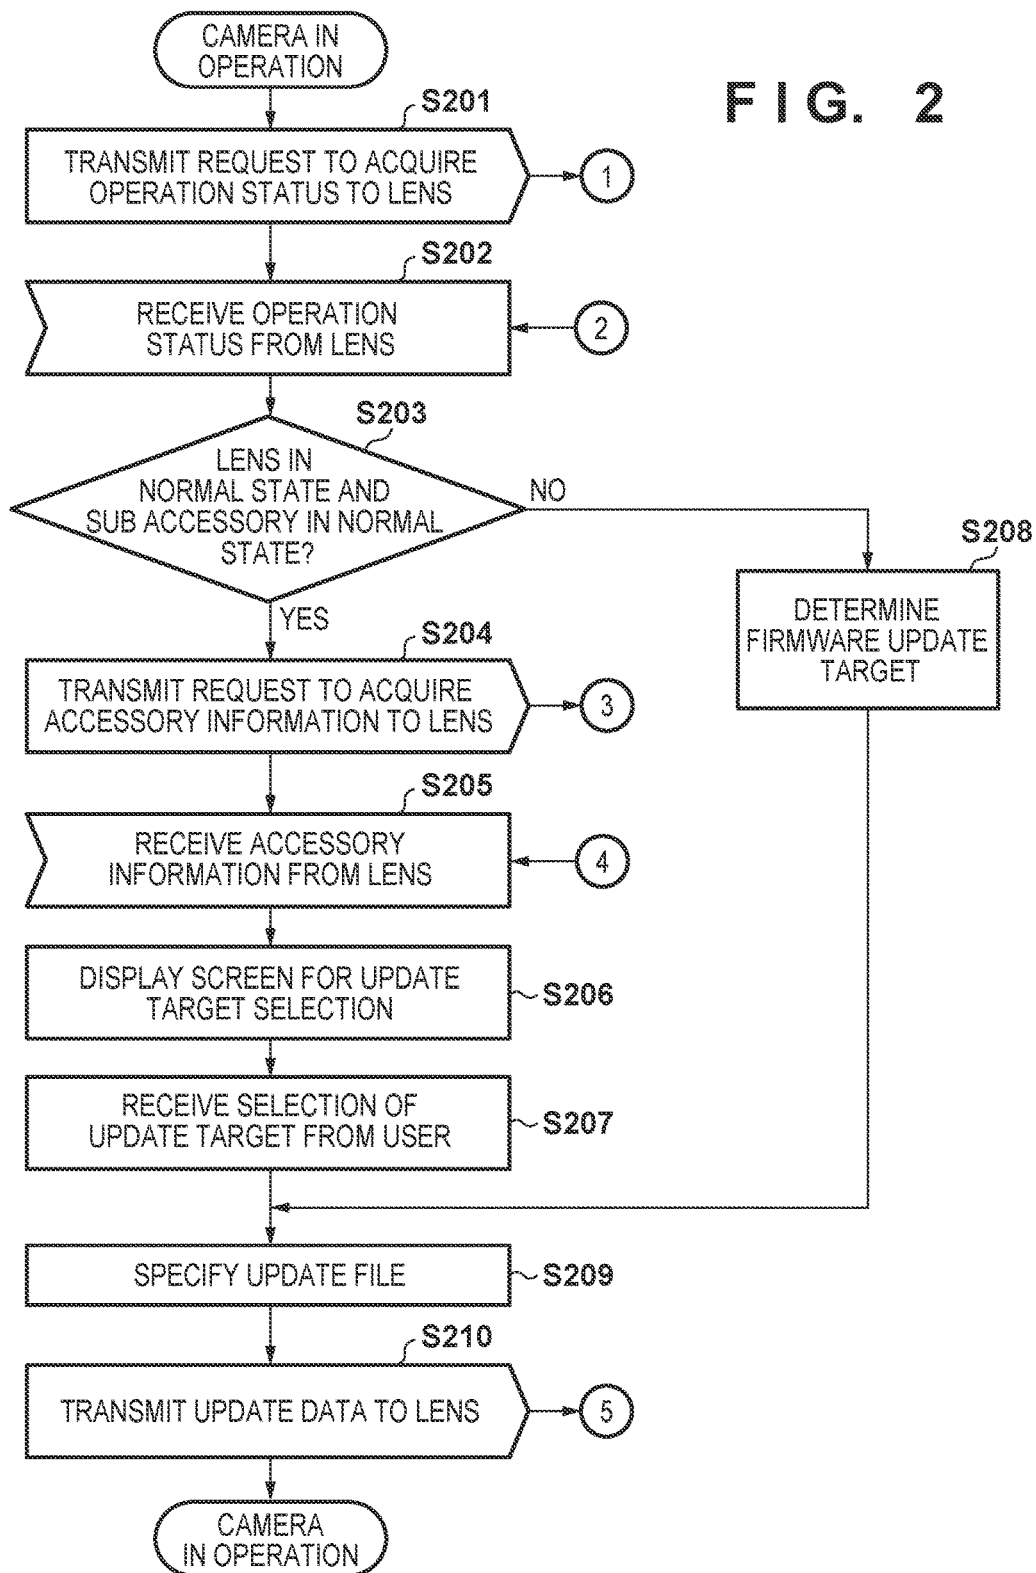 CAMERA IN
OPERATION
FIG. 2
S201
TRANSMIT REQUEST TO ACQUIRE
OPERATION STATUS TO LENS
1
S202
RECEIVE OPERATION
STATUS FROM LENS
2
S203
LENS IN
NORMAL STATE AND
SUB ACCESSORY IN NORMAL
STATE?
NO
YES
S208
DETERMINE
FIRMWARE UPDATE
TARGET
S204
TRANSMIT REQUEST TO ACQUIRE
ACCESSORY INFORMATION TO LENS
3
S205
RECEIVE ACCESSORY
INFORMATION FROM LENS
4
DISPLAY SCREEN FOR UPDATE
TARGET SELECTION
S206
RECEIVE SELECTION OF
UPDATE TARGET FROM USER
S207
SPECIFY UPDATE FILE
S209
S210
TRANSMIT UPDATE DATA TO LENS
5
CAMERA
IN OPERATION